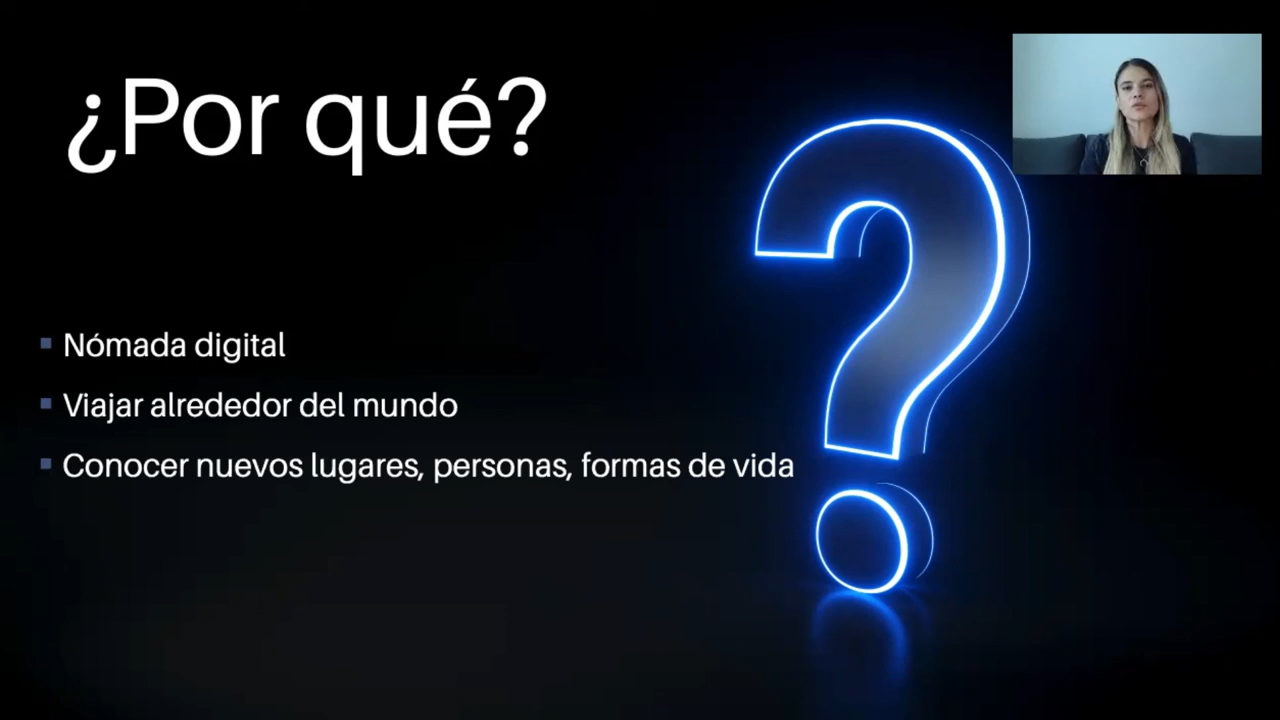 ¿Por qué?
Nómada digital
Viajar alrededor del mundo
Conocer nuevos lugares, personas, formas de vida